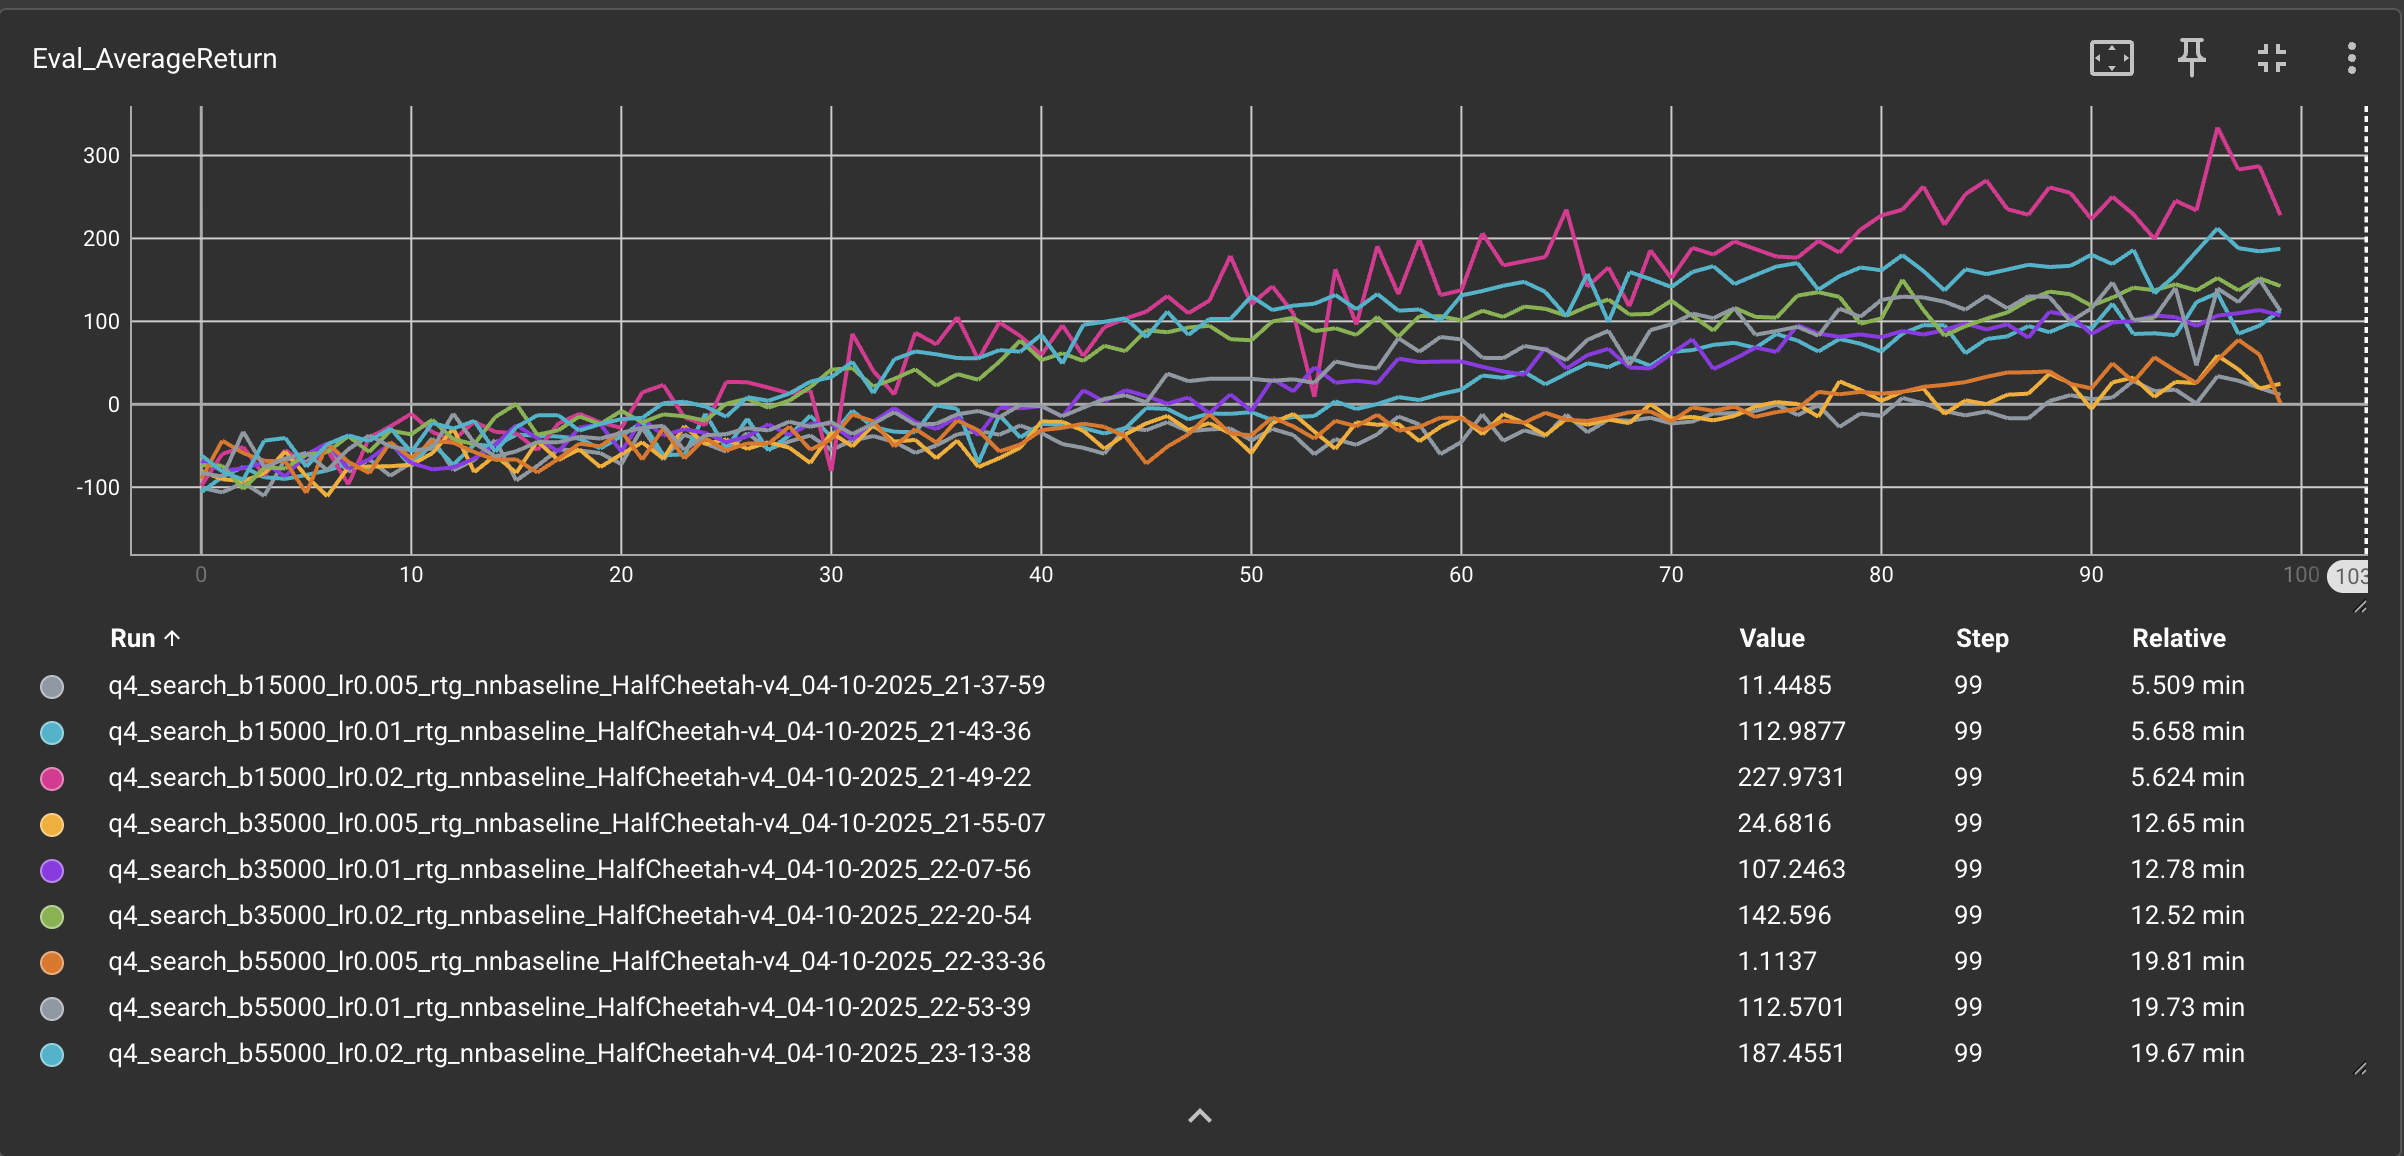 Eval_AverageReturn
300
200
100
0
-100
0 10 20 30 40 50 60 70 80 90 100 103
Run Value Step Relative
q4_search_b15000_lr0.005_rtg_nnbaseline_HalfCheetah-v4_04-10-2025_21-37-59 11.4485 99 5.509 min
q4_search_b15000_lr0.01_rtg_nnbaseline_HalfCheetah-v4_04-10-2025_21-43-36 112.9877 99 5.658 min
q4_search_b15000_lr0.02_rtg_nnbaseline_HalfCheetah-v4_04-10-2025_21-49-22 227.9731 99 5.624 min
q4_search_b35000_lr0.005_rtg_nnbaseline_HalfCheetah-v4_04-10-2025_21-55-07 24.6816 99 12.65 min
q4_search_b35000_lr0.01_rtg_nnbaseline_HalfCheetah-v4_04-10-2025_22-07-56 107.2463 99 12.78 min
q4_search_b35000_lr0.02_rtg_nnbaseline_HalfCheetah-v4_04-10-2025_22-20-54 142.596 99 12.52 min
q4_search_b55000_lr0.005_rtg_nnbaseline_HalfCheetah-v4_04-10-2025_22-33-36 1.1137 99 19.81 min
q4_search_b55000_lr0.01_rtg_nnbaseline_HalfCheetah-v4_04-10-2025_22-53-39 112.5701 99 19.73 min
q4_search_b55000_lr0.02_rtg_nnbaseline_HalfCheetah-v4_04-10-2025_23-13-38 187.4551 99 19.67 min